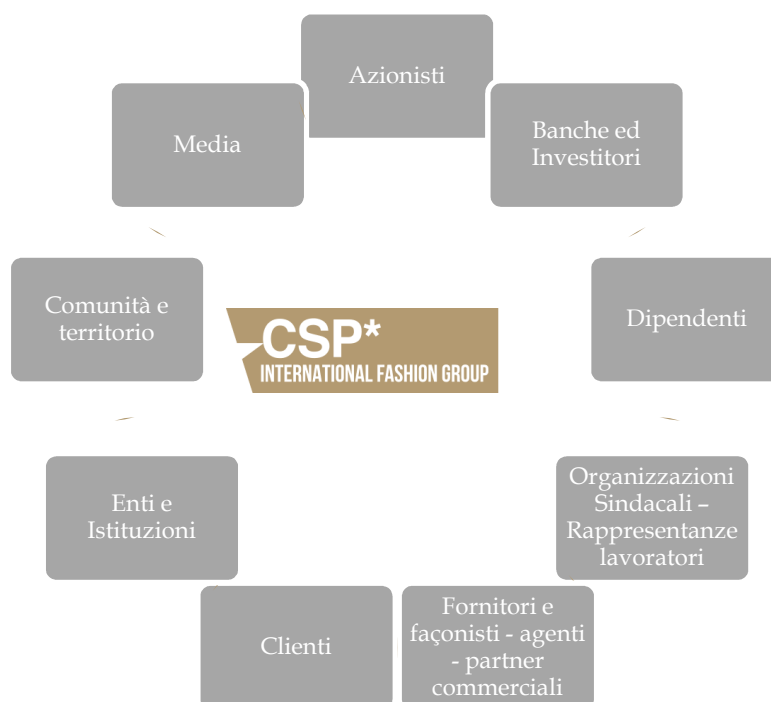 Azionisti
Banche ed
Investitori
Dipendenti
Organizzazioni
Sindacali –
Rappresentanze
lavoratori
Fornitori e
façonisti - agenti
- partner
commerciali
Clienti
Enti e
Istituzioni
Comunità e
territorio
Media
CSP*
INTERNATIONAL FASHION GROUP